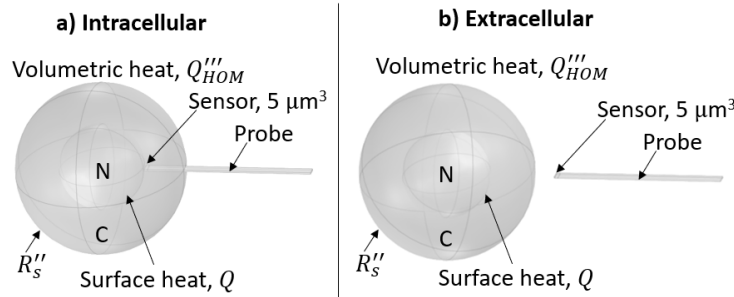 a) Intracellular
Volumetric heat, Q'''HOM
Sensor, 5 μm³
Probe
N
C
R''s
Surface heat, Q
b) Extracellular
Volumetric heat, Q'''HOM
Sensor, 5 μm³
Probe
N
C
R''s
Surface heat, Q